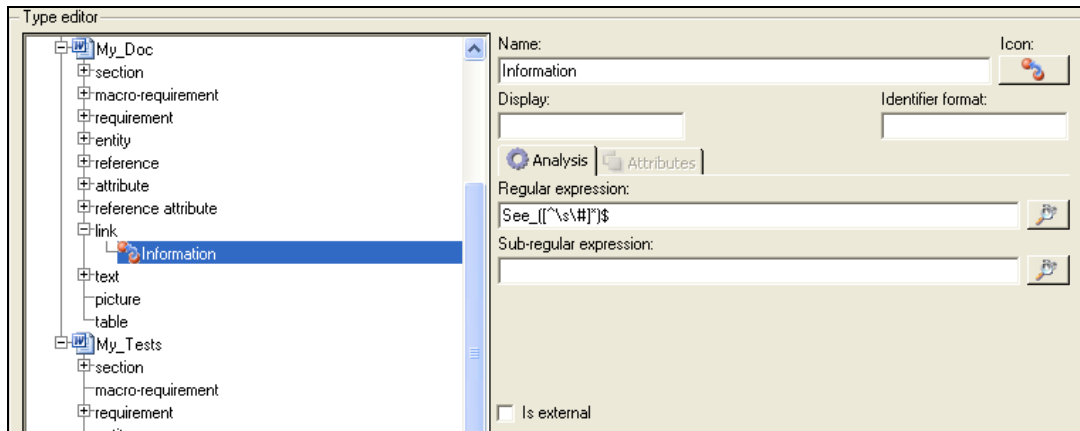 Type editor
My_Doc
section
macro-requirement
requirement
entity
reference
attribute
reference attribute
link
Information
text
picture
table
My_Tests
section
macro-requirement
requirement
Name:
Icon:
Information
Display:
Identifier format:
Analysis
Attributes
Regular expression:
See_([^\s\#]*)$
Sub-regular expression:
Is external